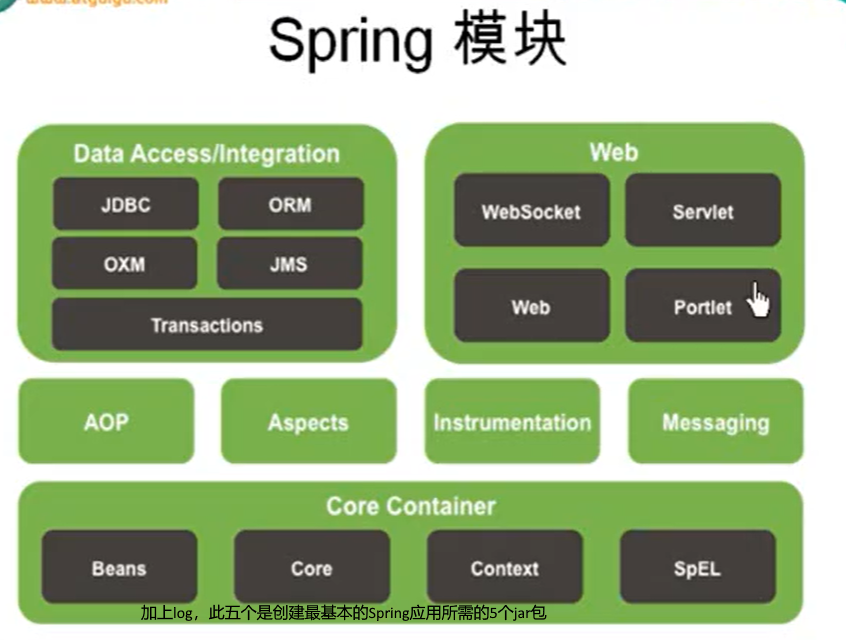 www.atguigu.com
Spring 模块
Data Access/Integration
JDBC
ORM
OXM
JMS
Transactions
Web
WebSocket
Servlet
Web
Portlet
AOP
Aspects
Instrumentation
Messaging
Core Container
Beans
Core
Context
SpEL
加上log，此五个是创建最基本的Spring应用所需的5个jar包